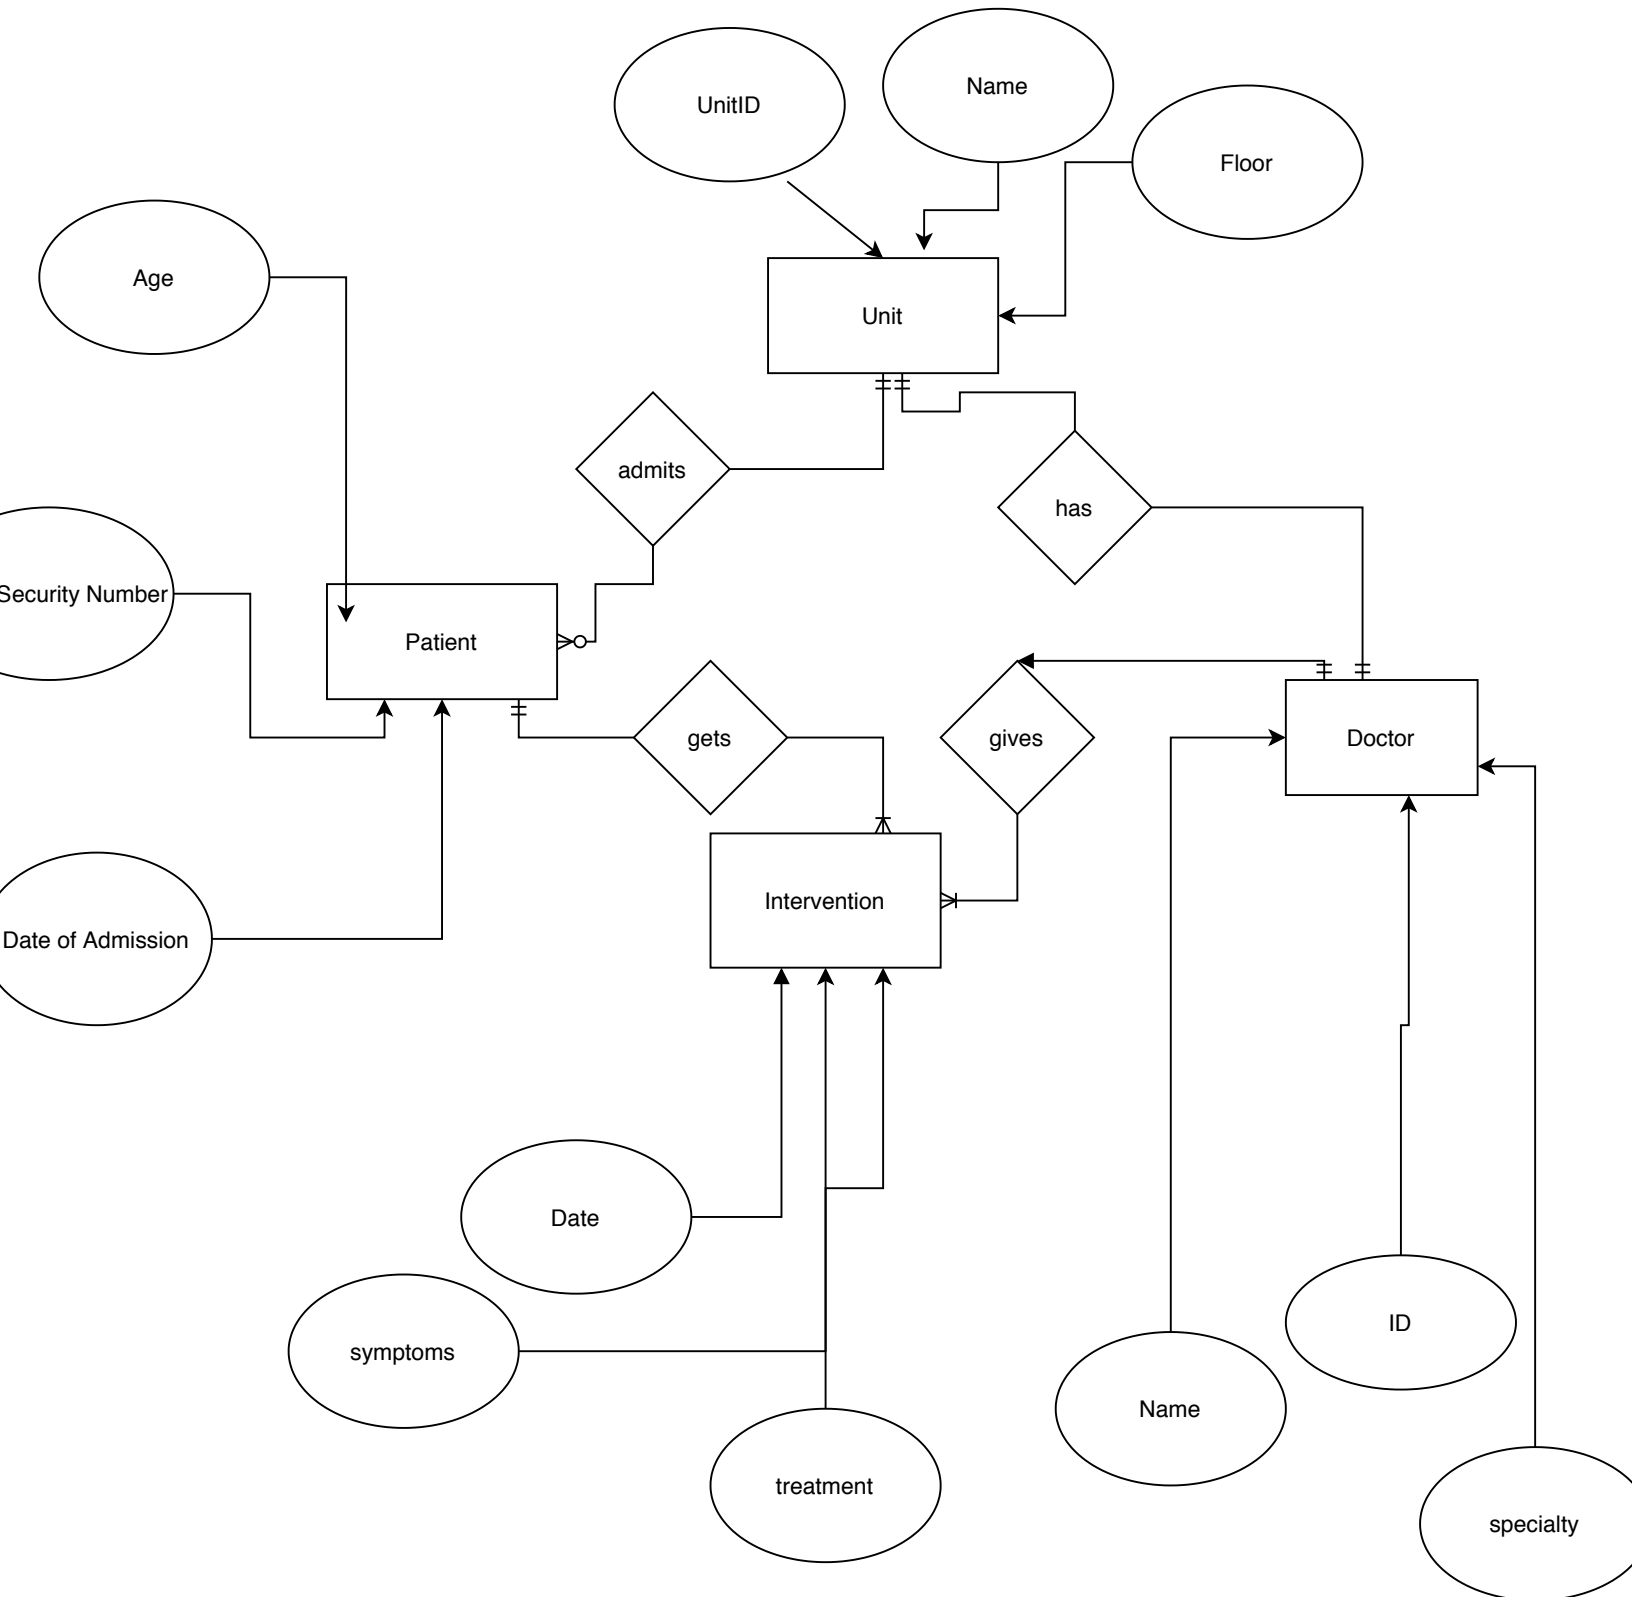 UnitID
Name
Floor
Age
Unit
admits
has
Security Number
Patient
gets
gives
Doctor
Intervention
Date of Admission
Date
ID
symptoms
Name
treatment
specialty